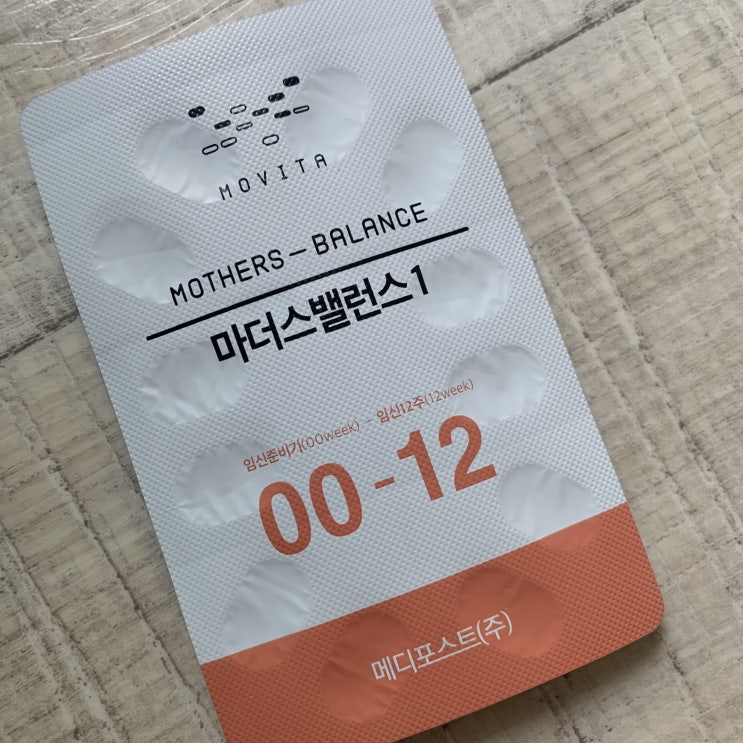 MOVITA
MOTHERS-BALANCE
마더스밸런스1
임신준비기(00week) - 임신12주(12week)
00-12
메디포스트(주)